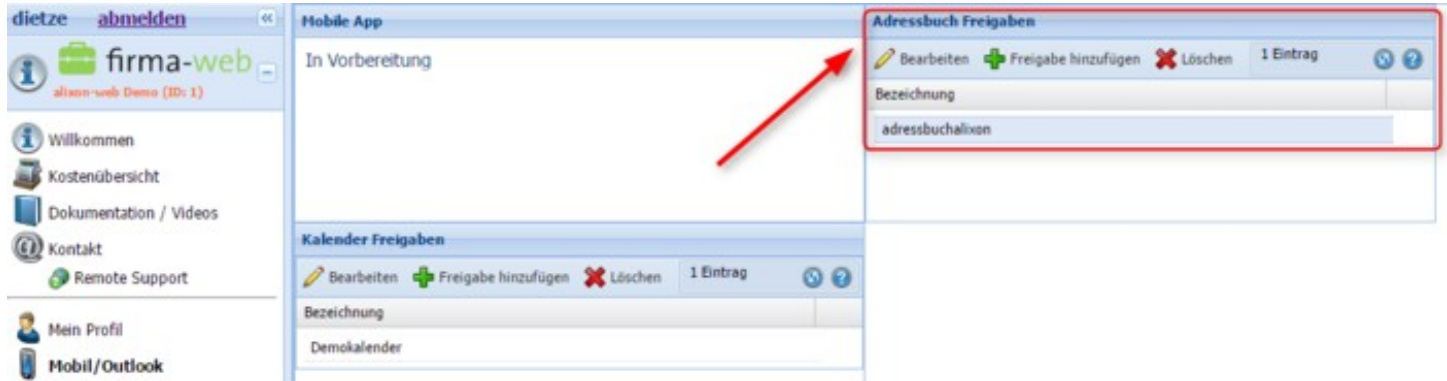 dietze abmelden
firma-web
alixon-web Demo (ID: 1)
Willkommen
Kostenübersicht
Dokumentation / Videos
Kontakt
Remote Support
Mein Profil
Mobil/Outlook
Mobile App
In Vorbereitung
Kalender Freigaben
Bearbeiten Freigabe hinzufügen Löschen 1 Eintrag
Bezeichnung
Demokalender
Adressbuch Freigaben
Bearbeiten Freigabe hinzufügen Löschen 1 Eintrag
Bezeichnung
adressbuchalixon